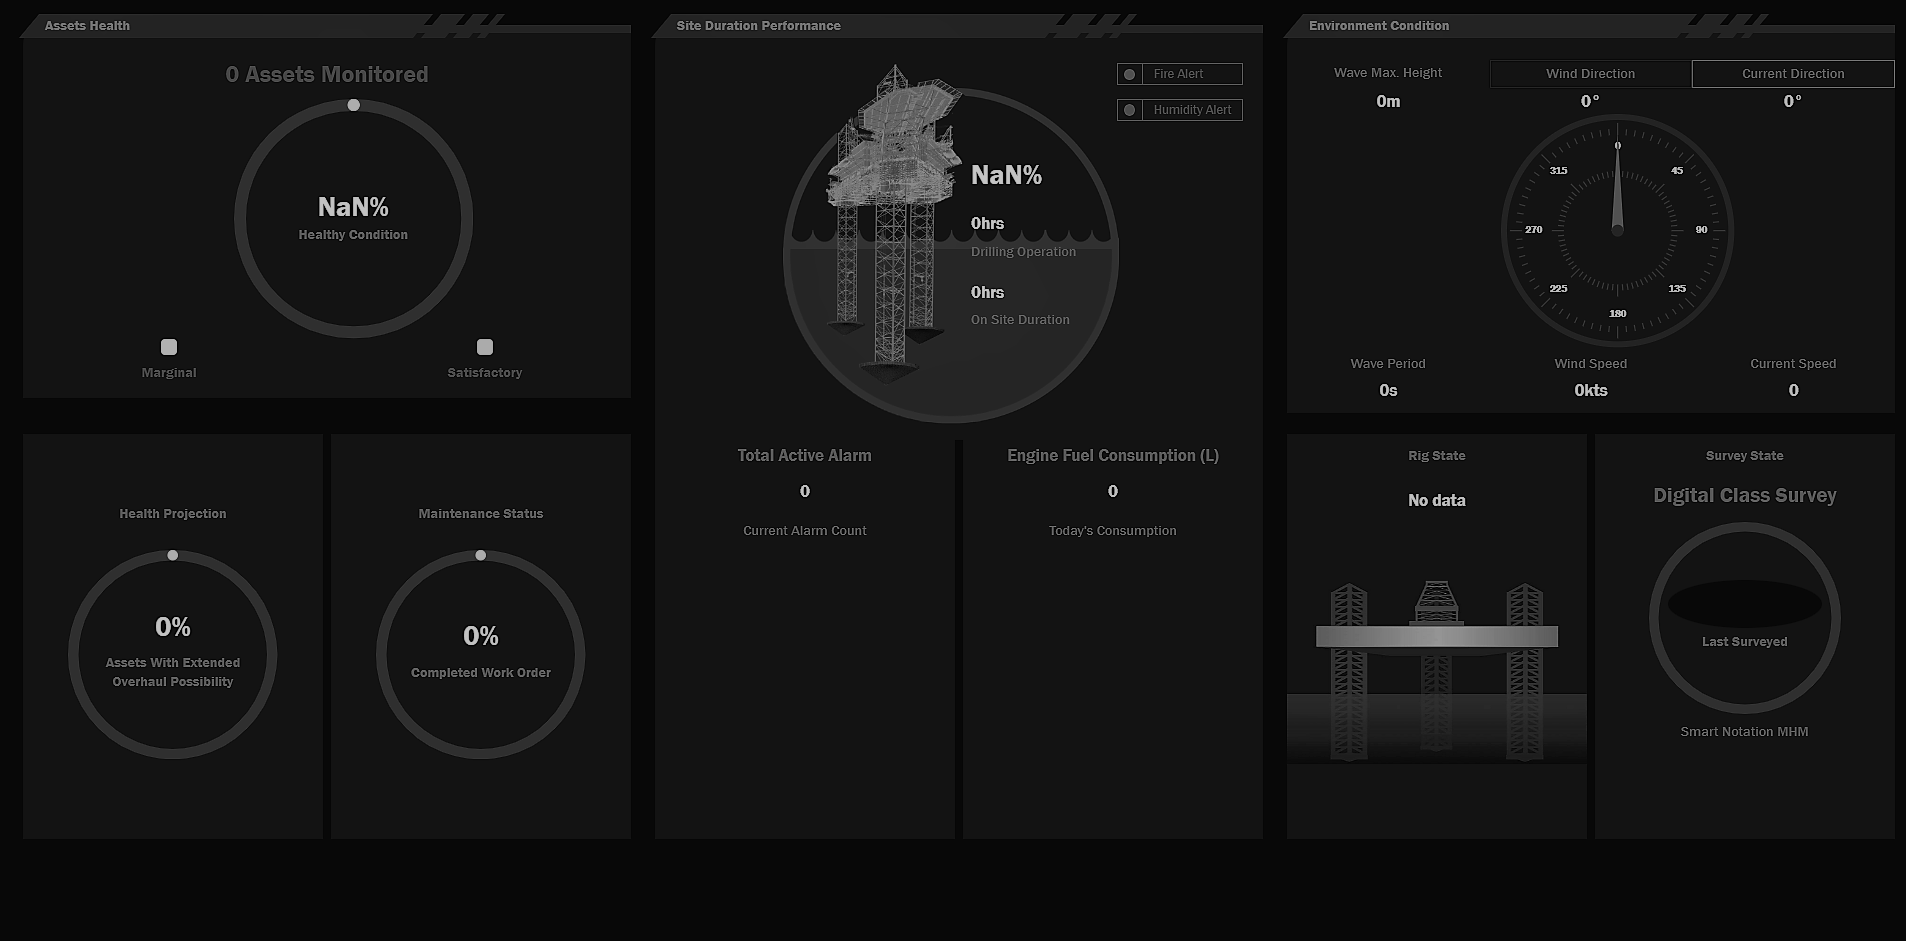 Assets Health
0 Assets Monitored
NaN%
Healthy Condition
Marginal
Satisfactory
Health Projection
0%
Assets With Extended
Overhaul Possibility
Maintenance Status
0%
Completed Work Order
Site Duration Performance
Fire Alert
Humidity Alert
NaN%
0hrs
Drilling Operation
0hrs
On Site Duration
Total Active Alarm
0
Current Alarm Count
Engine Fuel Consumption (L)
0
Today's Consumption
Environment Condition
Wave Max. Height
0m
Wind Direction
0°
Current Direction
0°
0
45
90
135
180
225
270
315
Wave Period
0s
Wind Speed
0kts
Current Speed
0
Rig State
No data
Survey State
Digital Class Survey
Last Surveyed
Smart Notation MHM